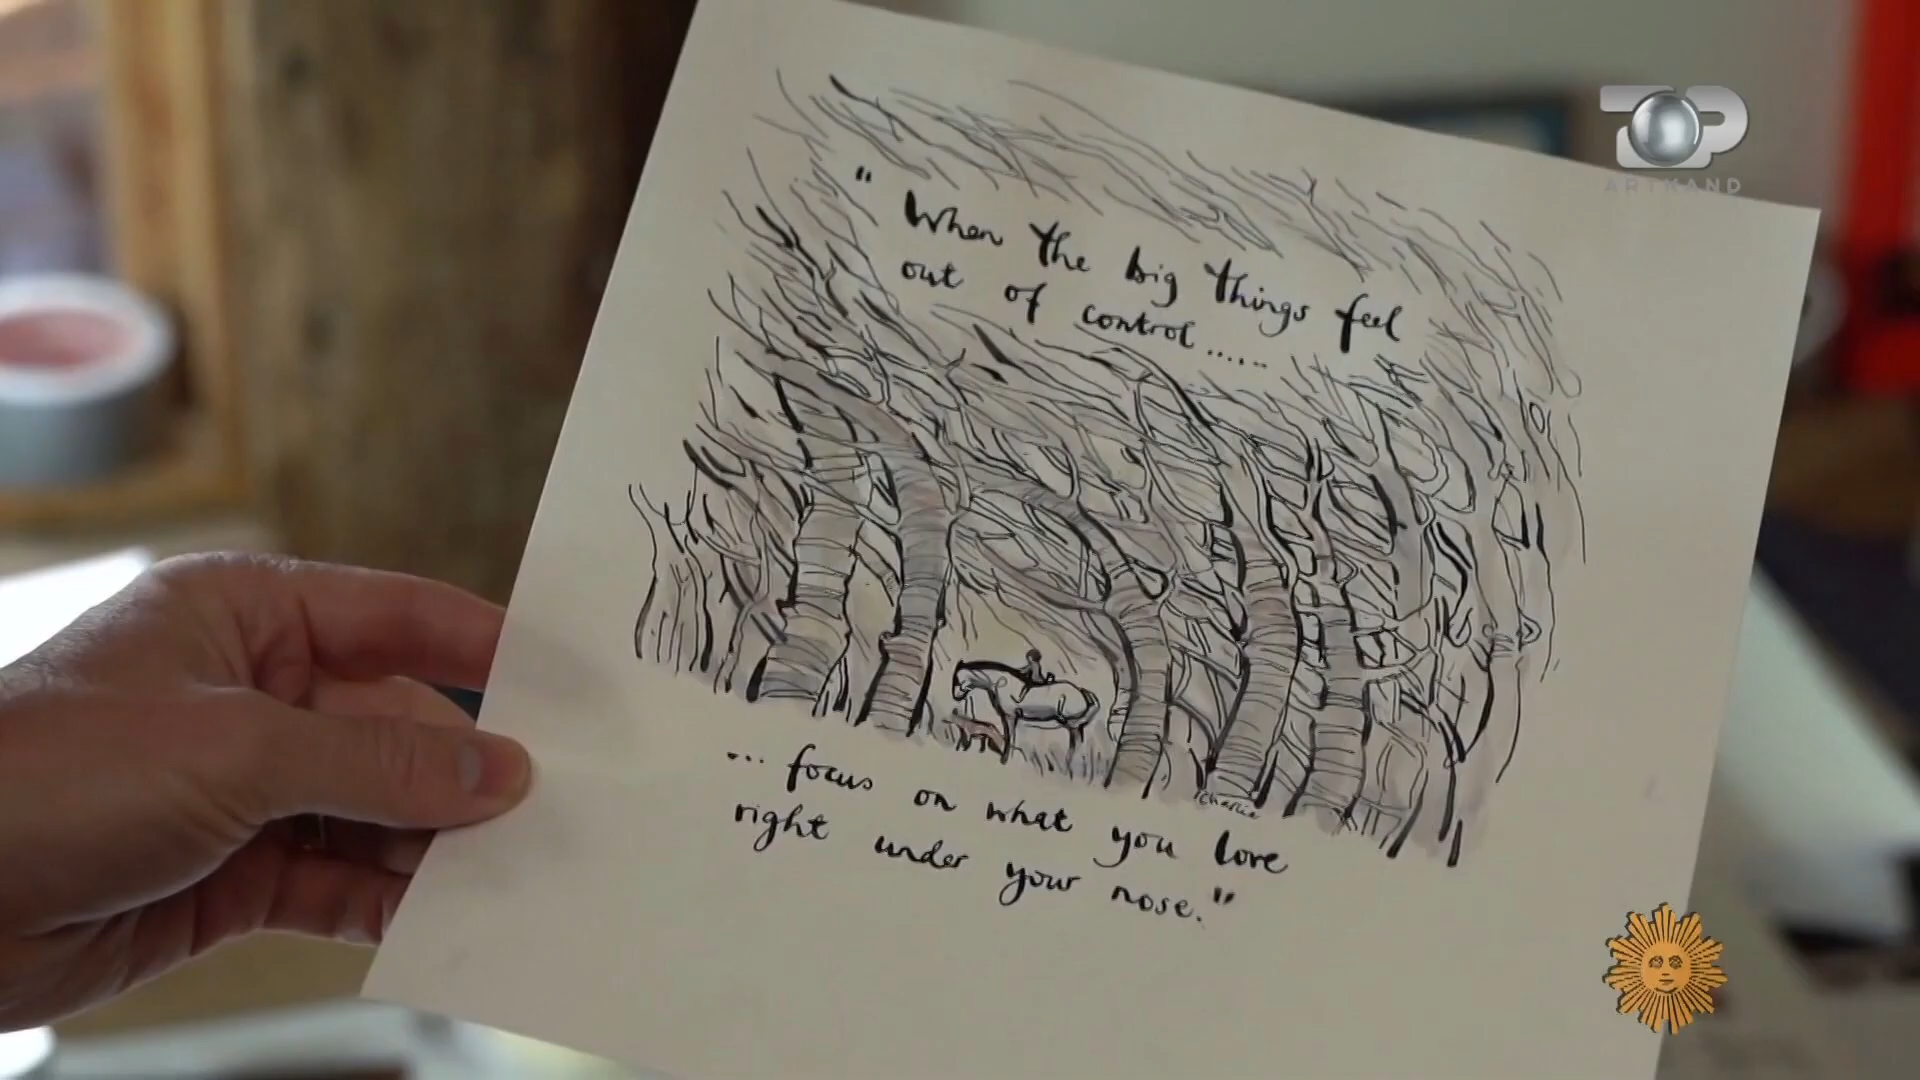 TOP
ARTKAND
" When the big things feel
out of control ......
Charlie
... focus on what you love
right under your nose."